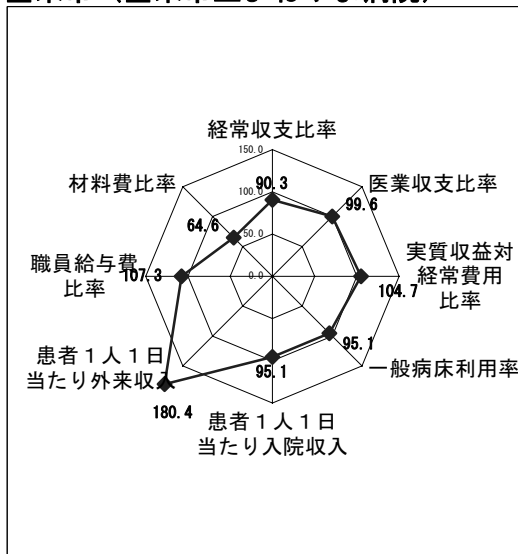 経常収支比率
150.0
材料費比率
医業収支比率
100.0
90.3
99.6
64.6
50.0
実質収益対
経常費用
比率
職員給与費
比率
107.3
0.0
104.7
95.1
一般病床利用率
患者１人１日
当たり外来収入
180.4
95.1
患者１人１日
当たり入院収入